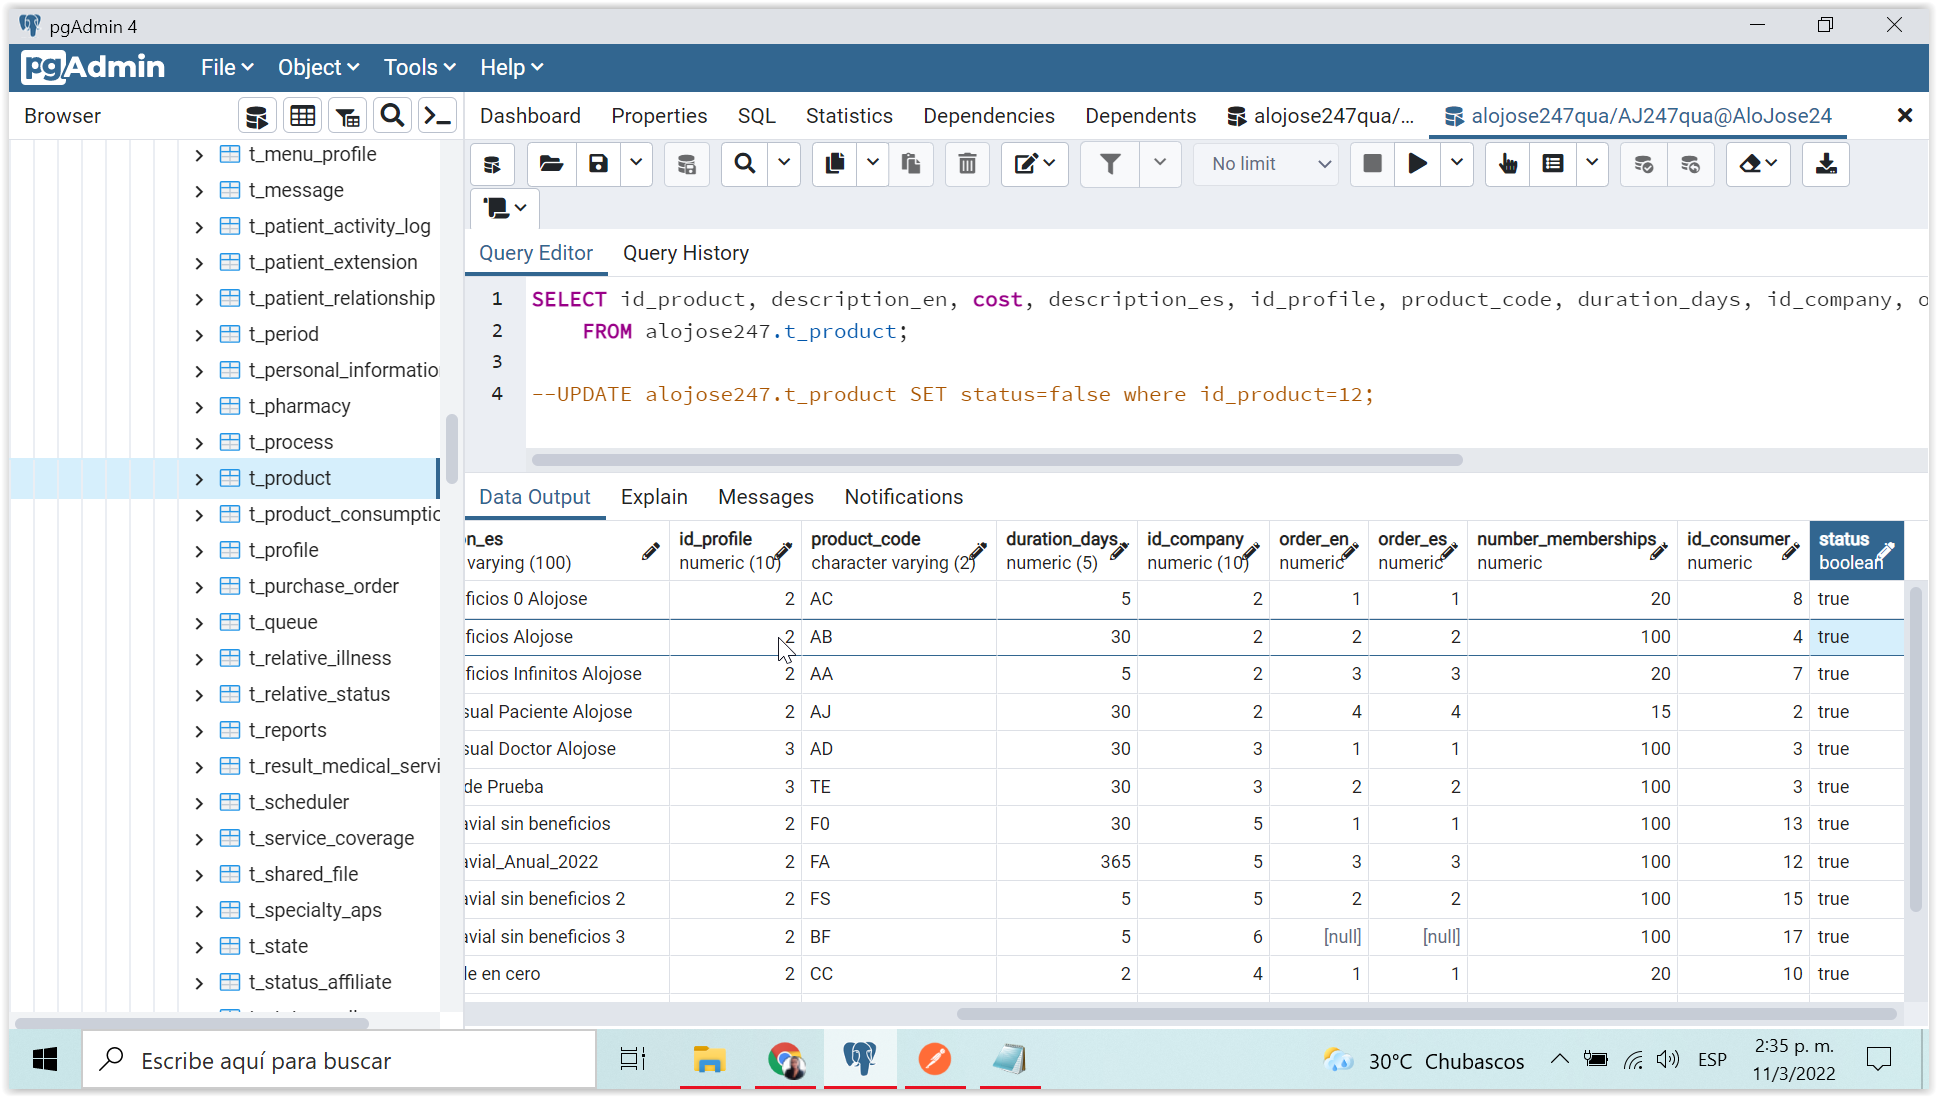 pgAdmin 4
pgAdmin File Object Tools Help
Browser
Dashboard Properties SQL Statistics Dependencies Dependents alojose247qua/... alojose247qua/AJ247qua@AloJose24
No limit
Query Editor Query History
1 SELECT id_product, description_en, cost, description_es, id_profile, product_code, duration_days, id_company, o
2 FROM alojose247.t_product;
3
4 --UPDATE alojose247.t_product SET status=false where id_product=12;
t_menu_profile
t_message
t_patient_activity_log
t_patient_extension
t_patient_relationship
t_period
t_personal_informatio
t_pharmacy
t_process
t_product
t_product_consumptio
t_profile
t_purchase_order
t_queue
t_relative_illness
t_relative_status
t_reports
t_result_medical_servi
t_scheduler
t_service_coverage
t_shared_file
t_specialty_aps
t_state
t_status_affiliate
Data Output Explain Messages Notifications
n_es id_profile product_code duration_days id_company order_en order_es number_memberships id_consumer status
varying (100) numeric (10) character varying (2) numeric (5) numeric (10) numeric numeric numeric numeric boolean
ficios 0 Alojose 2 AC 5 2 1 1 20 8 true
ficios Alojose 2 AB 30 2 2 2 100 4 true
ficios Infinitos Alojose 2 AA 5 2 3 3 20 7 true
sual Paciente Alojose 2 AJ 30 2 4 4 15 2 true
sual Doctor Alojose 3 AD 30 3 1 1 100 3 true
de Prueba 3 TE 30 3 2 2 100 3 true
avial sin beneficios 2 F0 30 5 1 1 100 13 true
avial_Anual_2022 2 FA 365 5 3 3 100 12 true
avial sin beneficios 2 2 FS 5 5 2 2 100 15 true
avial sin beneficios 3 2 BF 5 6 [null] [null] 100 17 true
le en cero 2 CC 2 4 1 1 20 10 true
Escribe aquí para buscar
30°C Chubascos
ESP
2:35 p. m.
11/3/2022